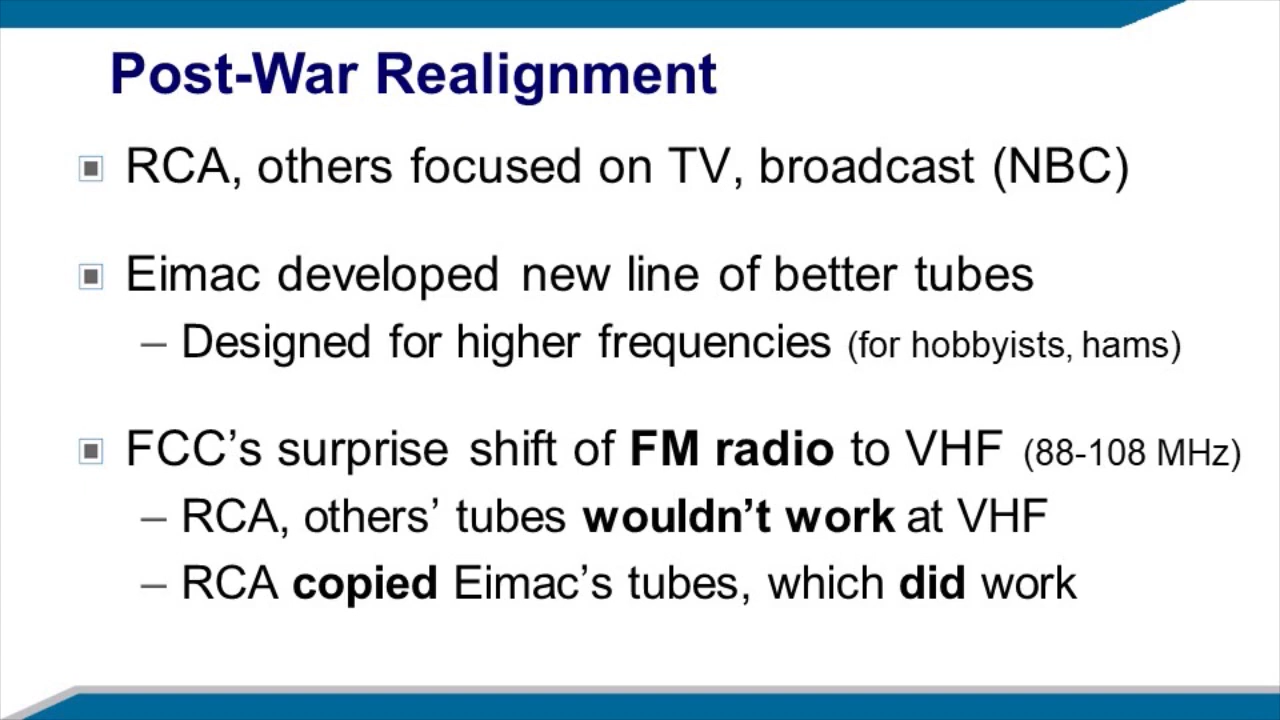 Post-War Realignment
RCA, others focused on TV, broadcast (NBC)
Eimac developed new line of better tubes
– Designed for higher frequencies (for hobbyists, hams)
FCC’s surprise shift of FM radio to VHF (88-108 MHz)
– RCA, others’ tubes wouldn’t work at VHF
– RCA copied Eimac’s tubes, which did work